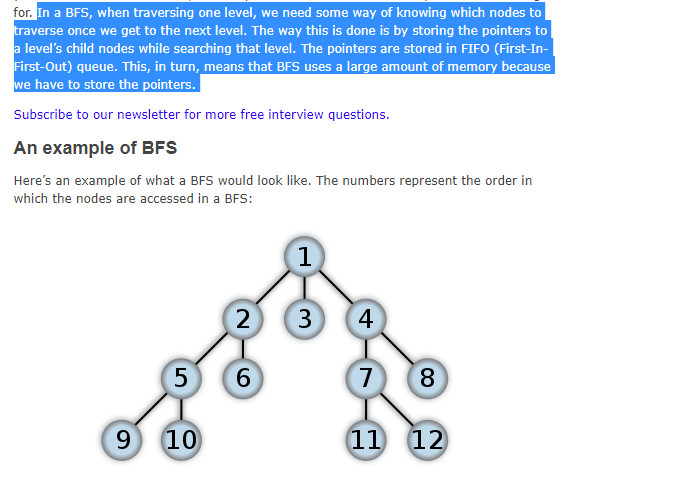 for. In a BFS, when traversing one level, we need some way of knowing which nodes to
traverse once we get to the next level. The way this is done is by storing the pointers to
a level's child nodes while searching that level. The pointers are stored in FIFO (First-In-
First-Out) queue. This, in turn, means that BFS uses a large amount of memory because
we have to store the pointers.
Subscribe to our newsletter for more free interview questions.
An example of BFS
Here's an example of what a BFS would look like. The numbers represent the order in
which the nodes are accessed in a BFS:
1
2 3 4
5 6 7 8
9 10 11 12